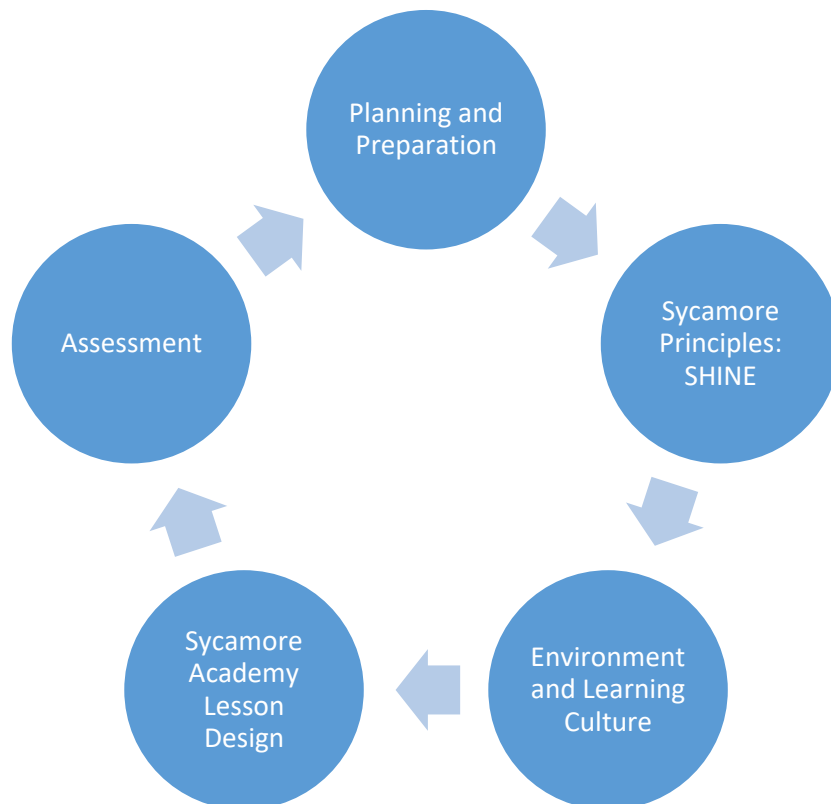 Planning and
Preparation
Sycamore
Principles:
SHINE
Environment
and Learning
Culture
Sycamore
Academy
Lesson
Design
Assessment